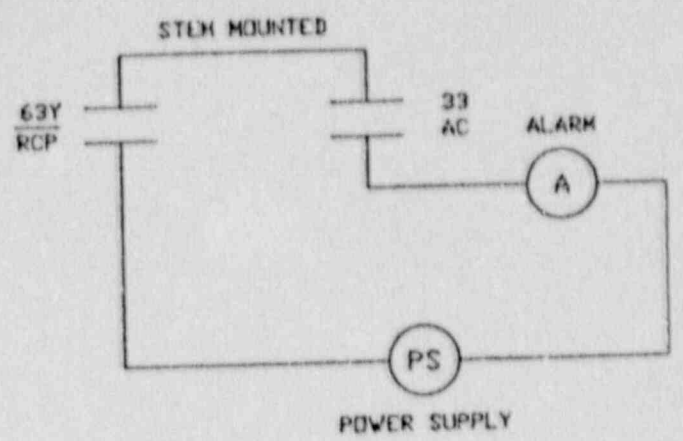 STEM MOUNTED
63Y
RCP
33
AC
ALARM
A
PS
POWER SUPPLY